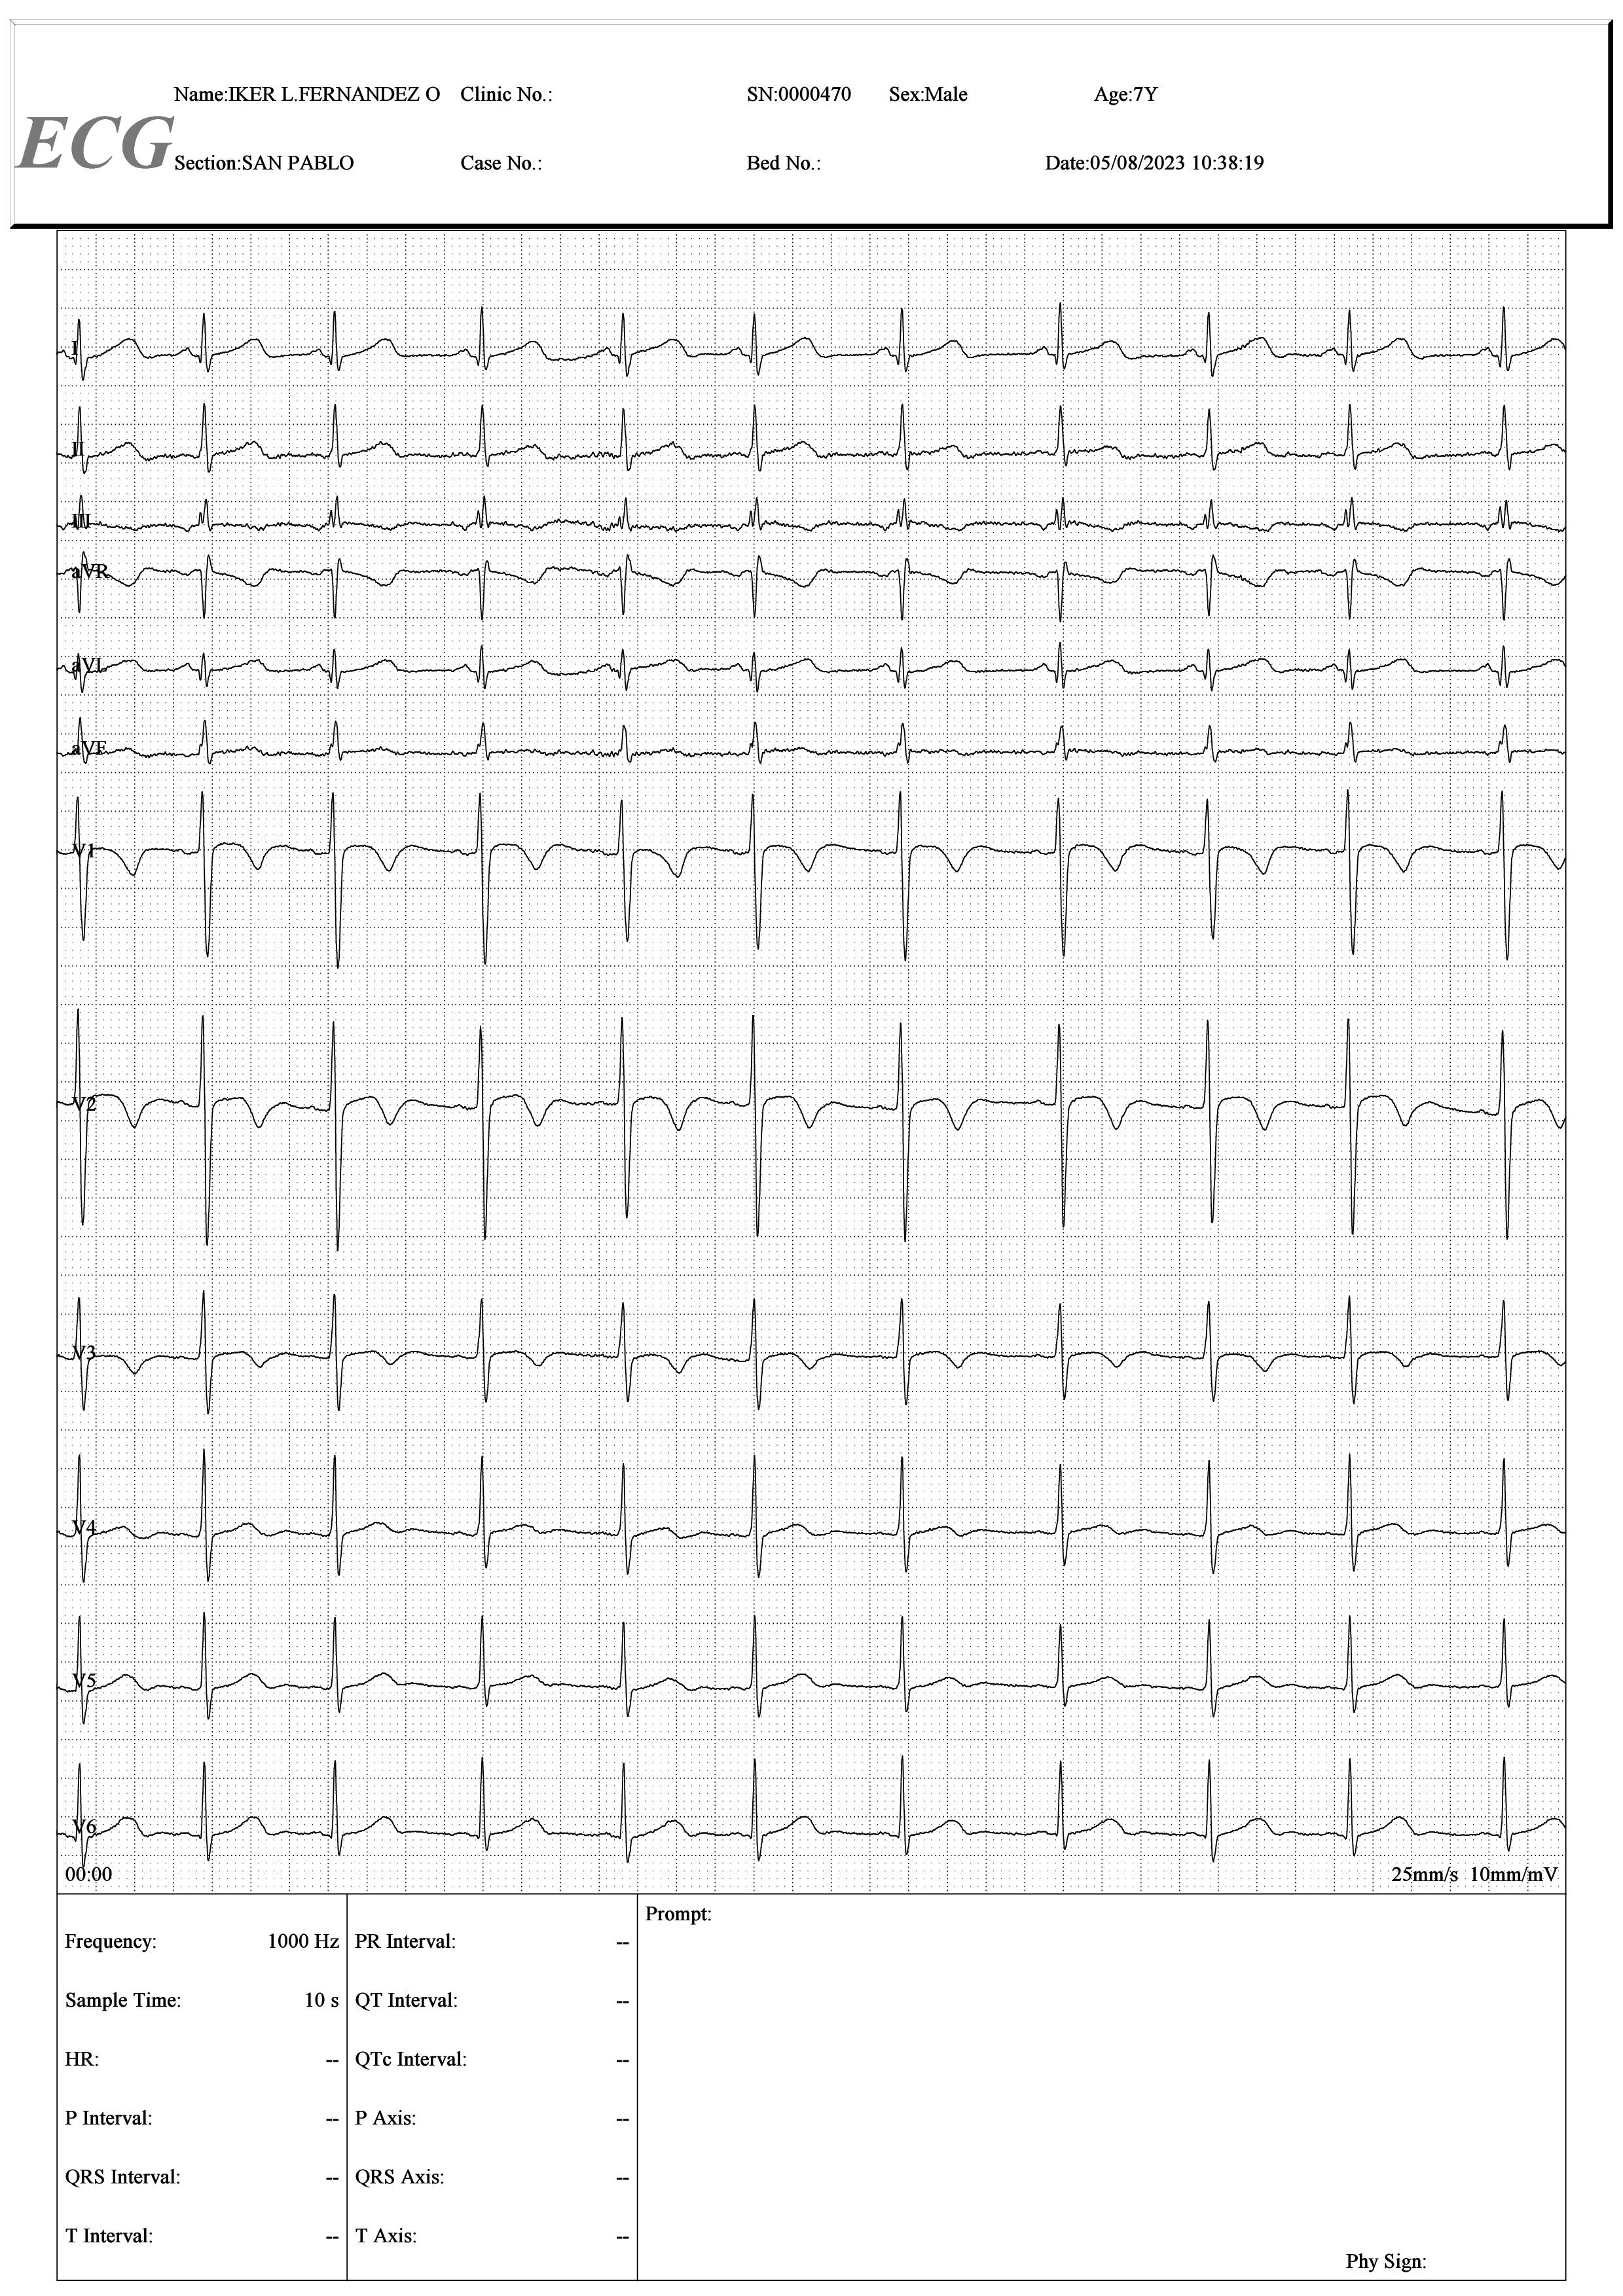 ECG
Name:IKER L.FERNANDEZ O Clinic No.: SN:0000470 Sex:Male Age:7Y
Section:SAN PABLO Case No.: Bed No.: Date:05/08/2023 10:38:19
I
II
III
aVR
aVL
aVF
V1
V2
V3
V4
V5
V6
00:00 25mm/s 10mm/mV
Prompt:
Frequency: 1000 Hz PR Interval: --
Sample Time: 10 s QT Interval: --
HR: -- QTc Interval: --
P Interval: -- P Axis: --
QRS Interval: -- QRS Axis: --
T Interval: -- T Axis: --
Phy Sign: